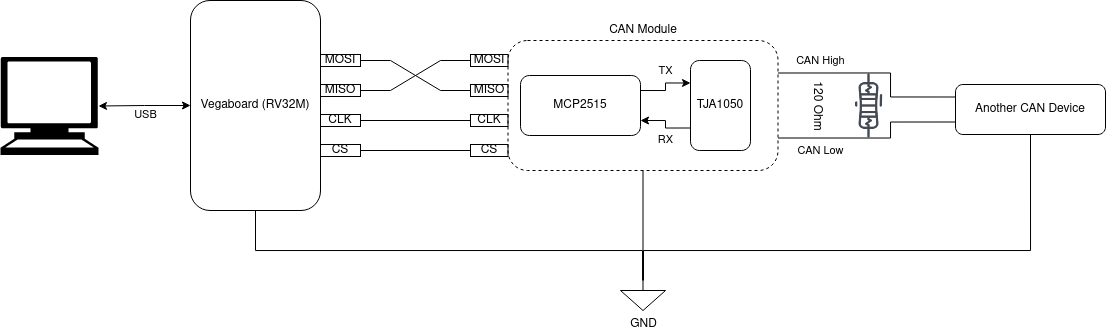 CAN Module
USB
Vegaboard (RV32M)
MOSI
MISO
CLK
CS
MOSI
MISO
CLK
CS
MCP2515
TX
RX
TJA1050
CAN High
120 Ohm
CAN Low
Another CAN Device
GND